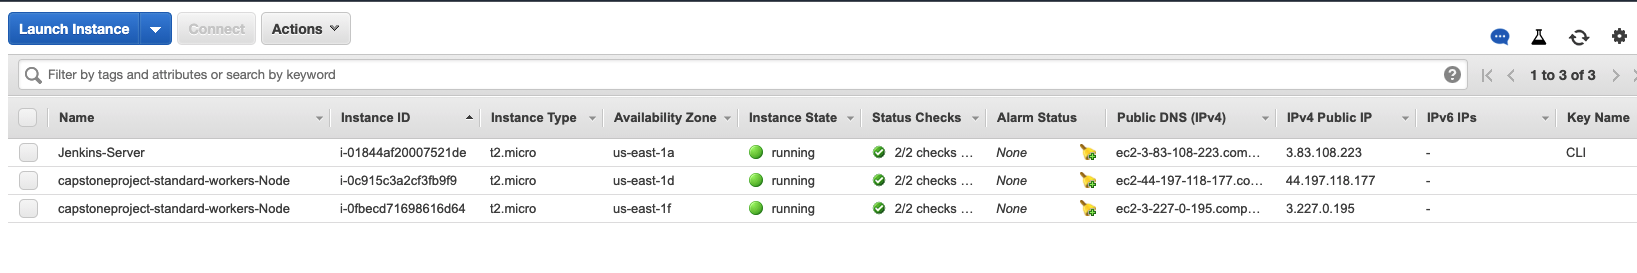 Launch Instance Connect Actions
Filter by tags and attributes or search by keyword ? 1 to 3 of 3
Name Instance ID Instance Type Availability Zone Instance State Status Checks Alarm Status Public DNS (IPv4) IPv4 Public IP IPv6 IPs Key Name
Jenkins-Server i-01844af20007521de t2.micro us-east-1a running 2/2 checks ... None ec2-3-83-108-223.com... 3.83.108.223 - CLI
capstoneproject-standard-workers-Node i-0c915c3a2cf3fb9f9 t2.micro us-east-1d running 2/2 checks ... None ec2-44-197-118-177.co... 44.197.118.177 -
capstoneproject-standard-workers-Node i-0fbecd71698616d64 t2.micro us-east-1f running 2/2 checks ... None ec2-3-227-0-195.comp... 3.227.0.195 -